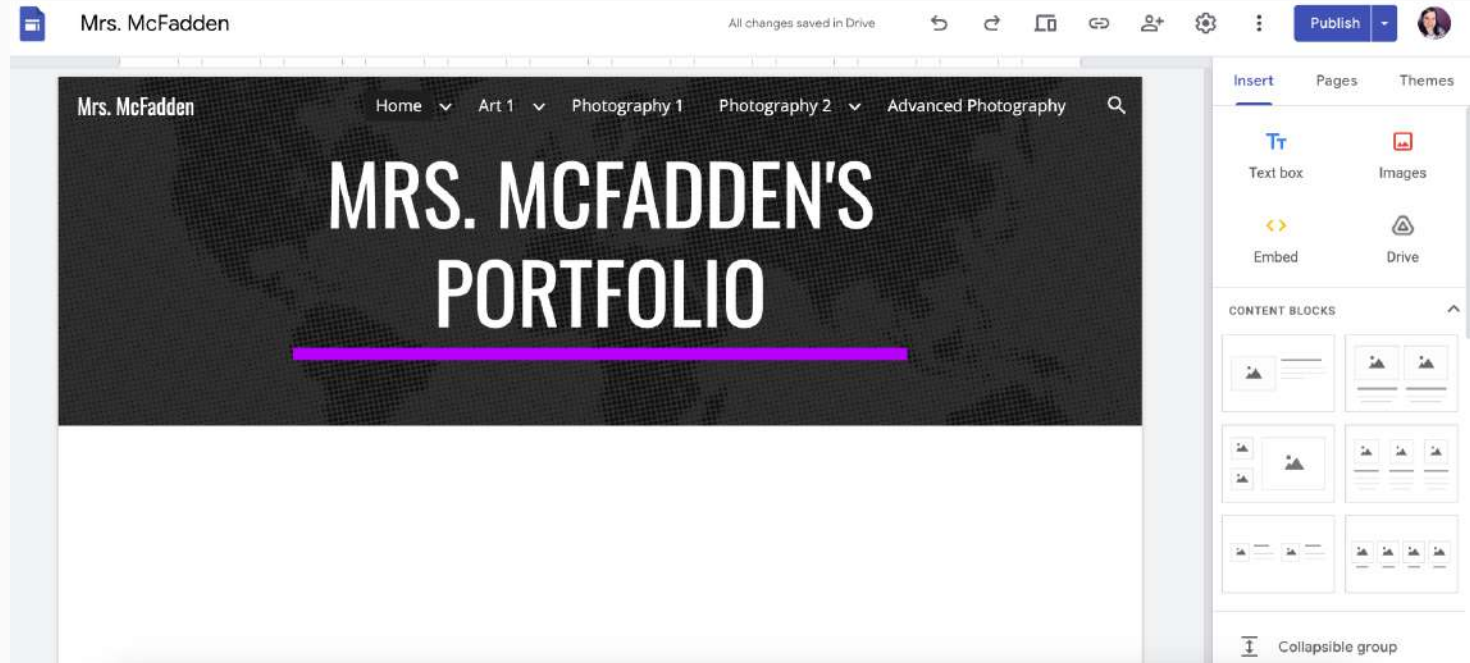 Mrs. McFadden
All changes saved in Drive
Publish
Mrs. McFadden
Home
Art 1
Photography 1
Photography 2
Advanced Photography
MRS. MCFADDEN'S
PORTFOLIO
Insert
Pages
Themes
Text box
Images
Embed
Drive
CONTENT BLOCKS
Collapsible group